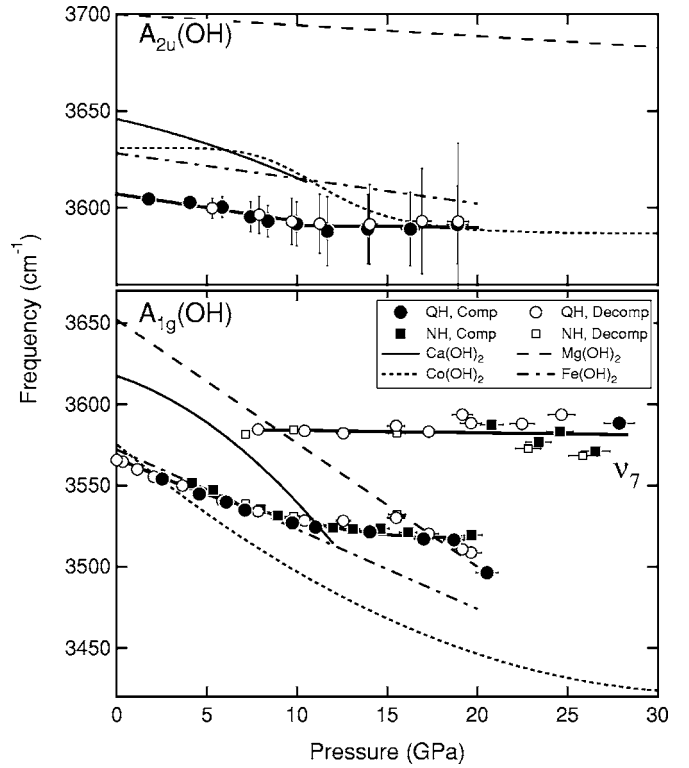 A2u(OH)
3700
3650
3600
Frequency (cm-1)
A1g(OH)
QH, Comp
QH, Decomp
NH, Comp
NH, Decomp
Ca(OH)2
Mg(OH)2
Co(OH)2
Fe(OH)2
3650
3600
3550
3500
3450
ν7
0
5
10
15
20
25
30
Pressure (GPa)